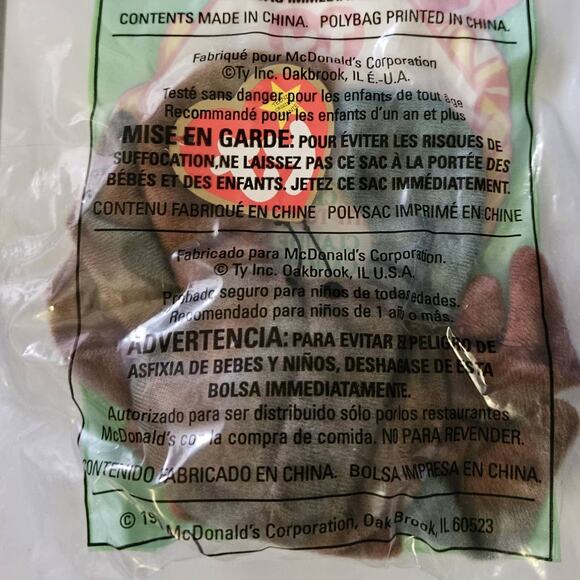 CONTENTS MADE IN CHINA. POLYBAG PRINTED IN CHINA.
Fabriqué pour McDonald's Corporation
©Ty Inc. Oakbrook, IL É.-U.A.
Testé sans danger pour les enfants de tout âge
Recommandé pour les enfants d'un an et plus
MISE EN GARDE: POUR ÉVITER LES RISQUES DE
SUFFOCATION,NE LAISSEZ PAS CE SAC À LA PORTÉE DES
BÉBÉS ET DES ENFANTS. JETEZ CE SAC IMMÉDIATEMENT.
CONTENU FABRIQUÉ EN CHINE POLYSAC IMPRIMÉ EN CHINE
Fabricado para McDonald's Corporation.
© Ty Inc. Oakbrook, IL U.S.A.
Probado seguro para niños de todas edades.
Recomendado para niños de 1 año o más.
ADVERTENCIA: PARA EVITAR EL PELIGRO DE
ASFIXIA DE BEBES Y NIÑOS, DESHAGASE DE ESTA
BOLSA IMMEDIATAMENTE.
Autorizado para ser distribuido sólo por los restaurantes
McDonald's con la compra de comida. NO PARA REVENDER.
CONTENIDO FABRICADO EN CHINA. BOLSA IMPRESA EN CHINA.
© McDonald's Corporation, Oak Brook, IL 60523